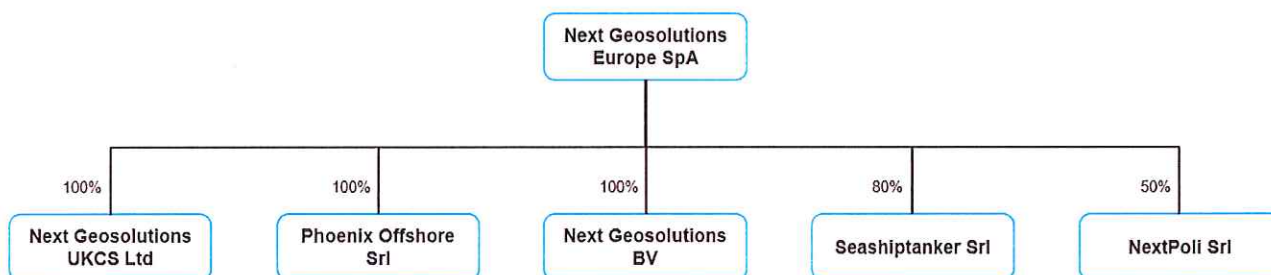 Next Geosolutions
Europe SpA
100%
100%
100%
80%
50%
Next Geosolutions
UKCS Ltd
Phoenix Offshore
Srl
Next Geosolutions
BV
Seashiptanker Srl
NextPoli Srl